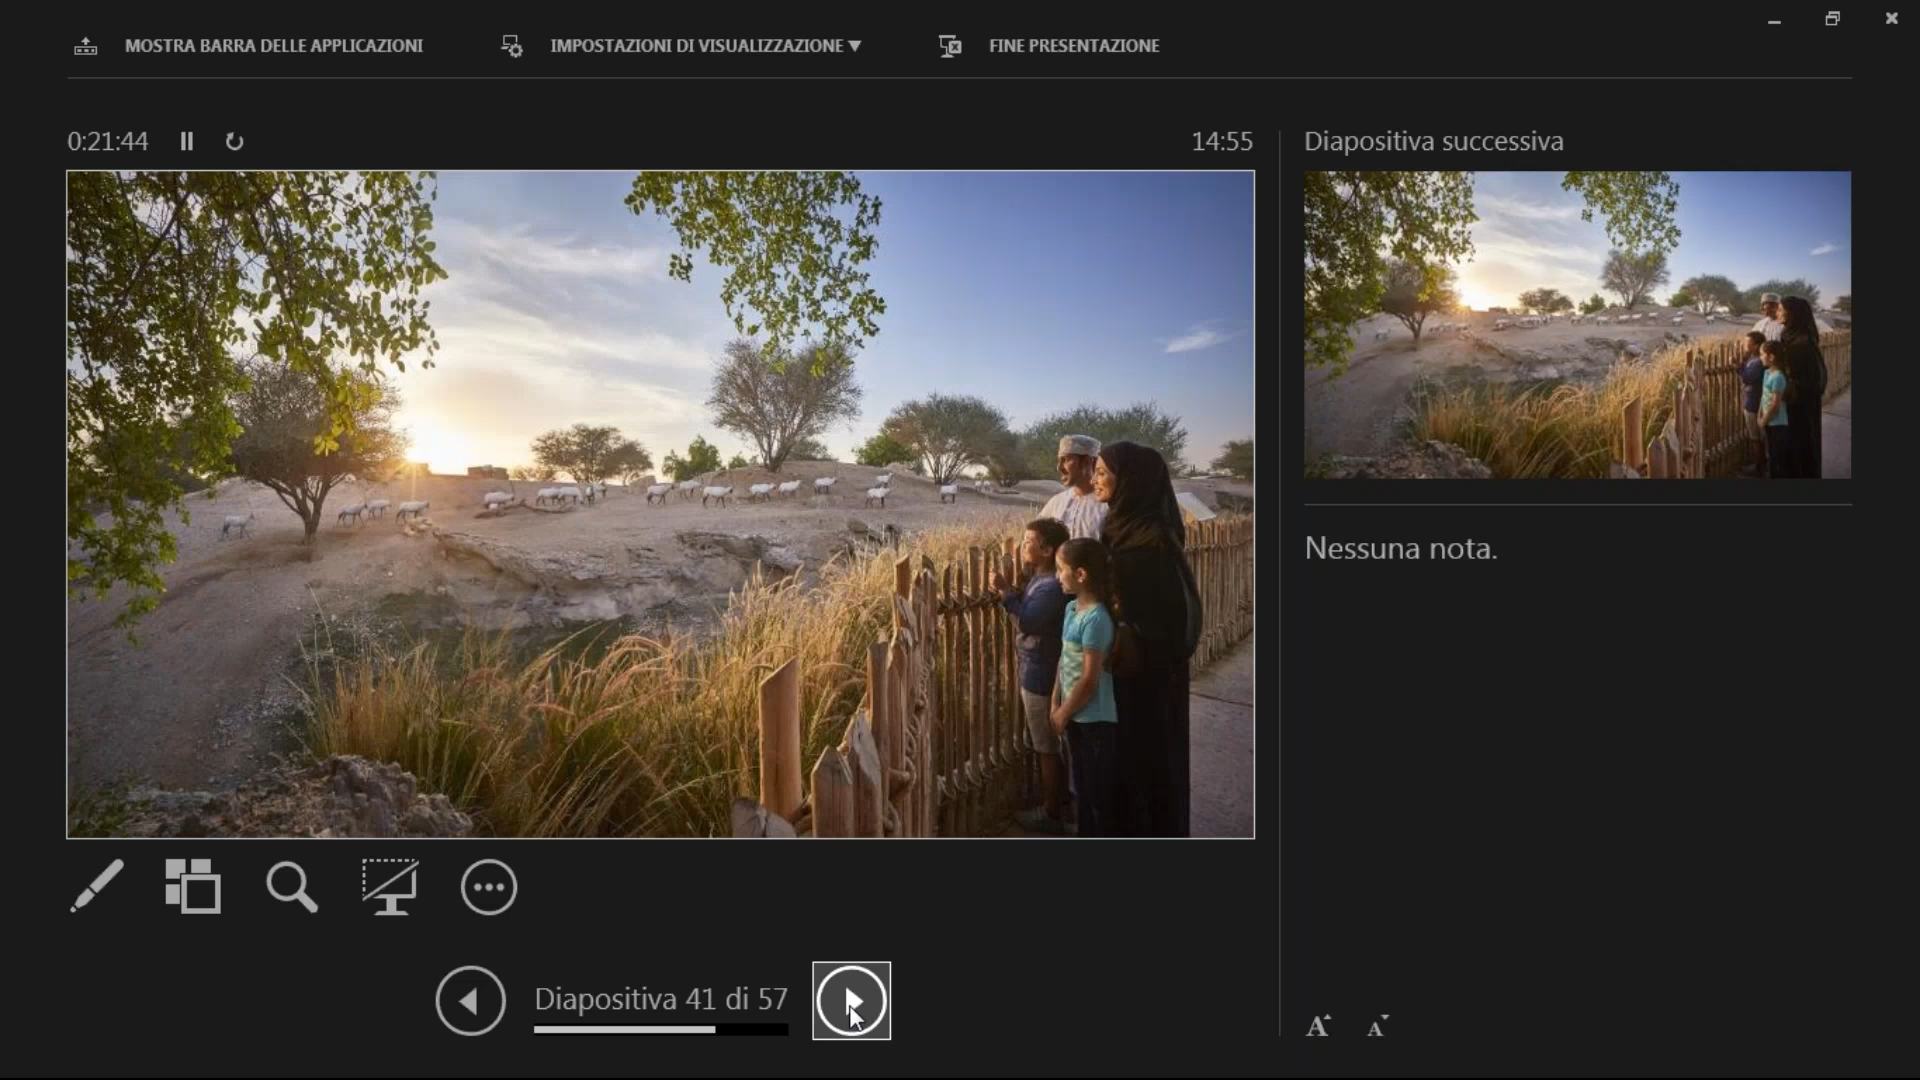 MOSTRA BARRA DELLE APPLICAZIONI
IMPOSTAZIONI DI VISUALIZZAZIONE ▼
FINE PRESENTAZIONE
0:21:44
14:55
Diapositiva successiva
Nessuna nota.
Diapositiva 41 di 57
A A